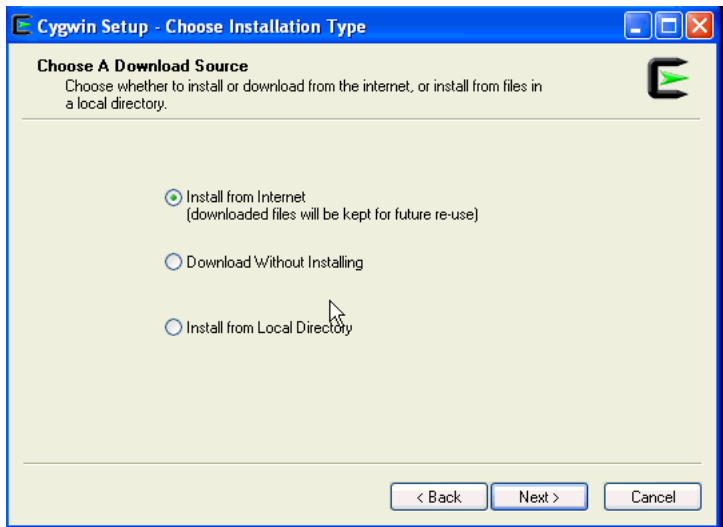 Cygwin Setup - Choose Installation Type
Choose A Download Source
Choose whether to install or download from the internet, or install from files in
a local directory.
Install from Internet
(downloaded files will be kept for future re-use)
Download Without Installing
Install from Local Directory
< Back Next > Cancel